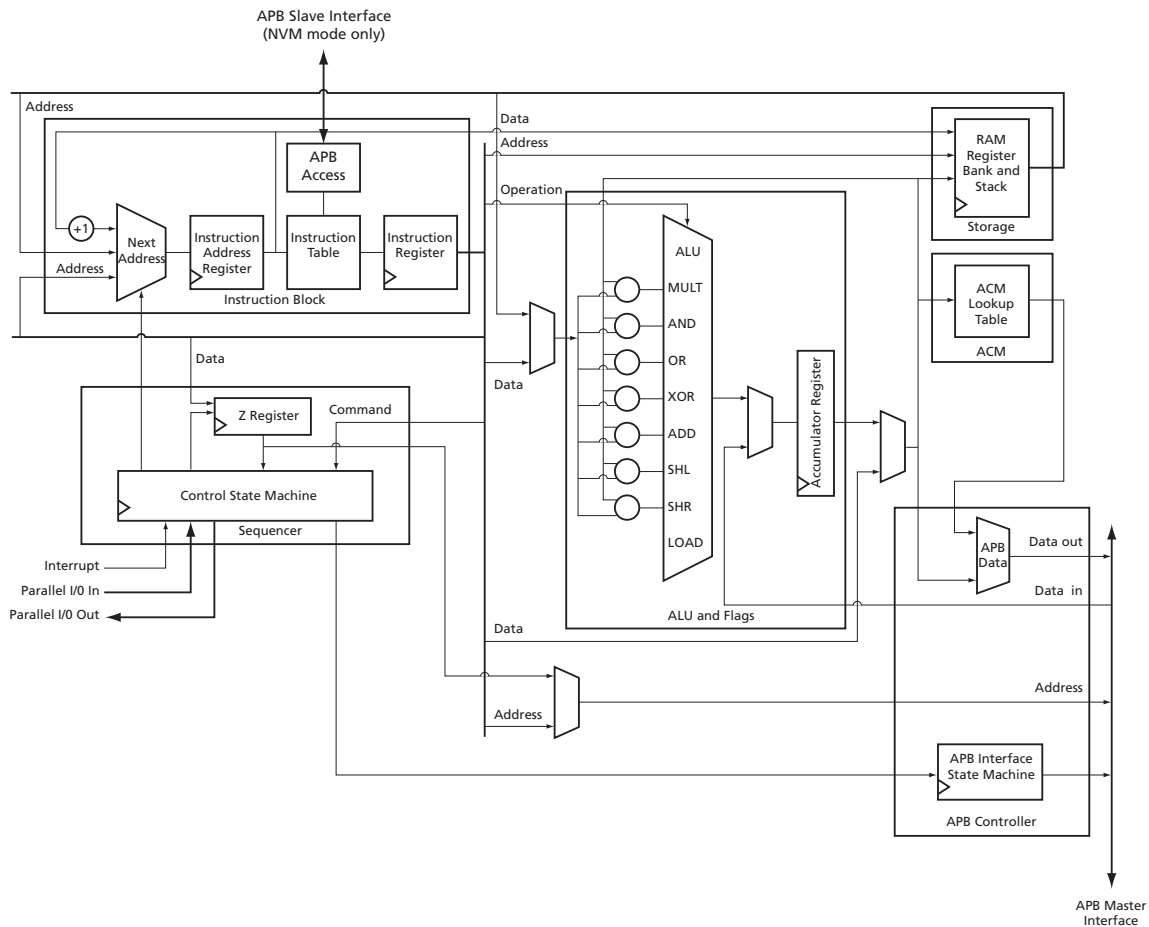 APB Slave Interface
(NVM mode only)
Address
Data
Address
Operation
APB
Access
+1
Next
Address
Instruction
Address
Register
Instruction
Table
Instruction
Register
Address
Instruction Block
RAM
Register
Bank and
Stack
Storage
ACM
Lookup
Table
ACM
ALU
MULT
AND
OR
XOR
ADD
SHL
SHR
LOAD
Accumulator Register
ALU and Flags
Data
Data
Z Register
Command
Control State Machine
Sequencer
Interrupt
Parallel I/0 In
Parallel I/0 Out
Data
Address
APB
Data
Data out
Data in
Address
APB Interface
State Machine
APB Controller
APB Master
Interface